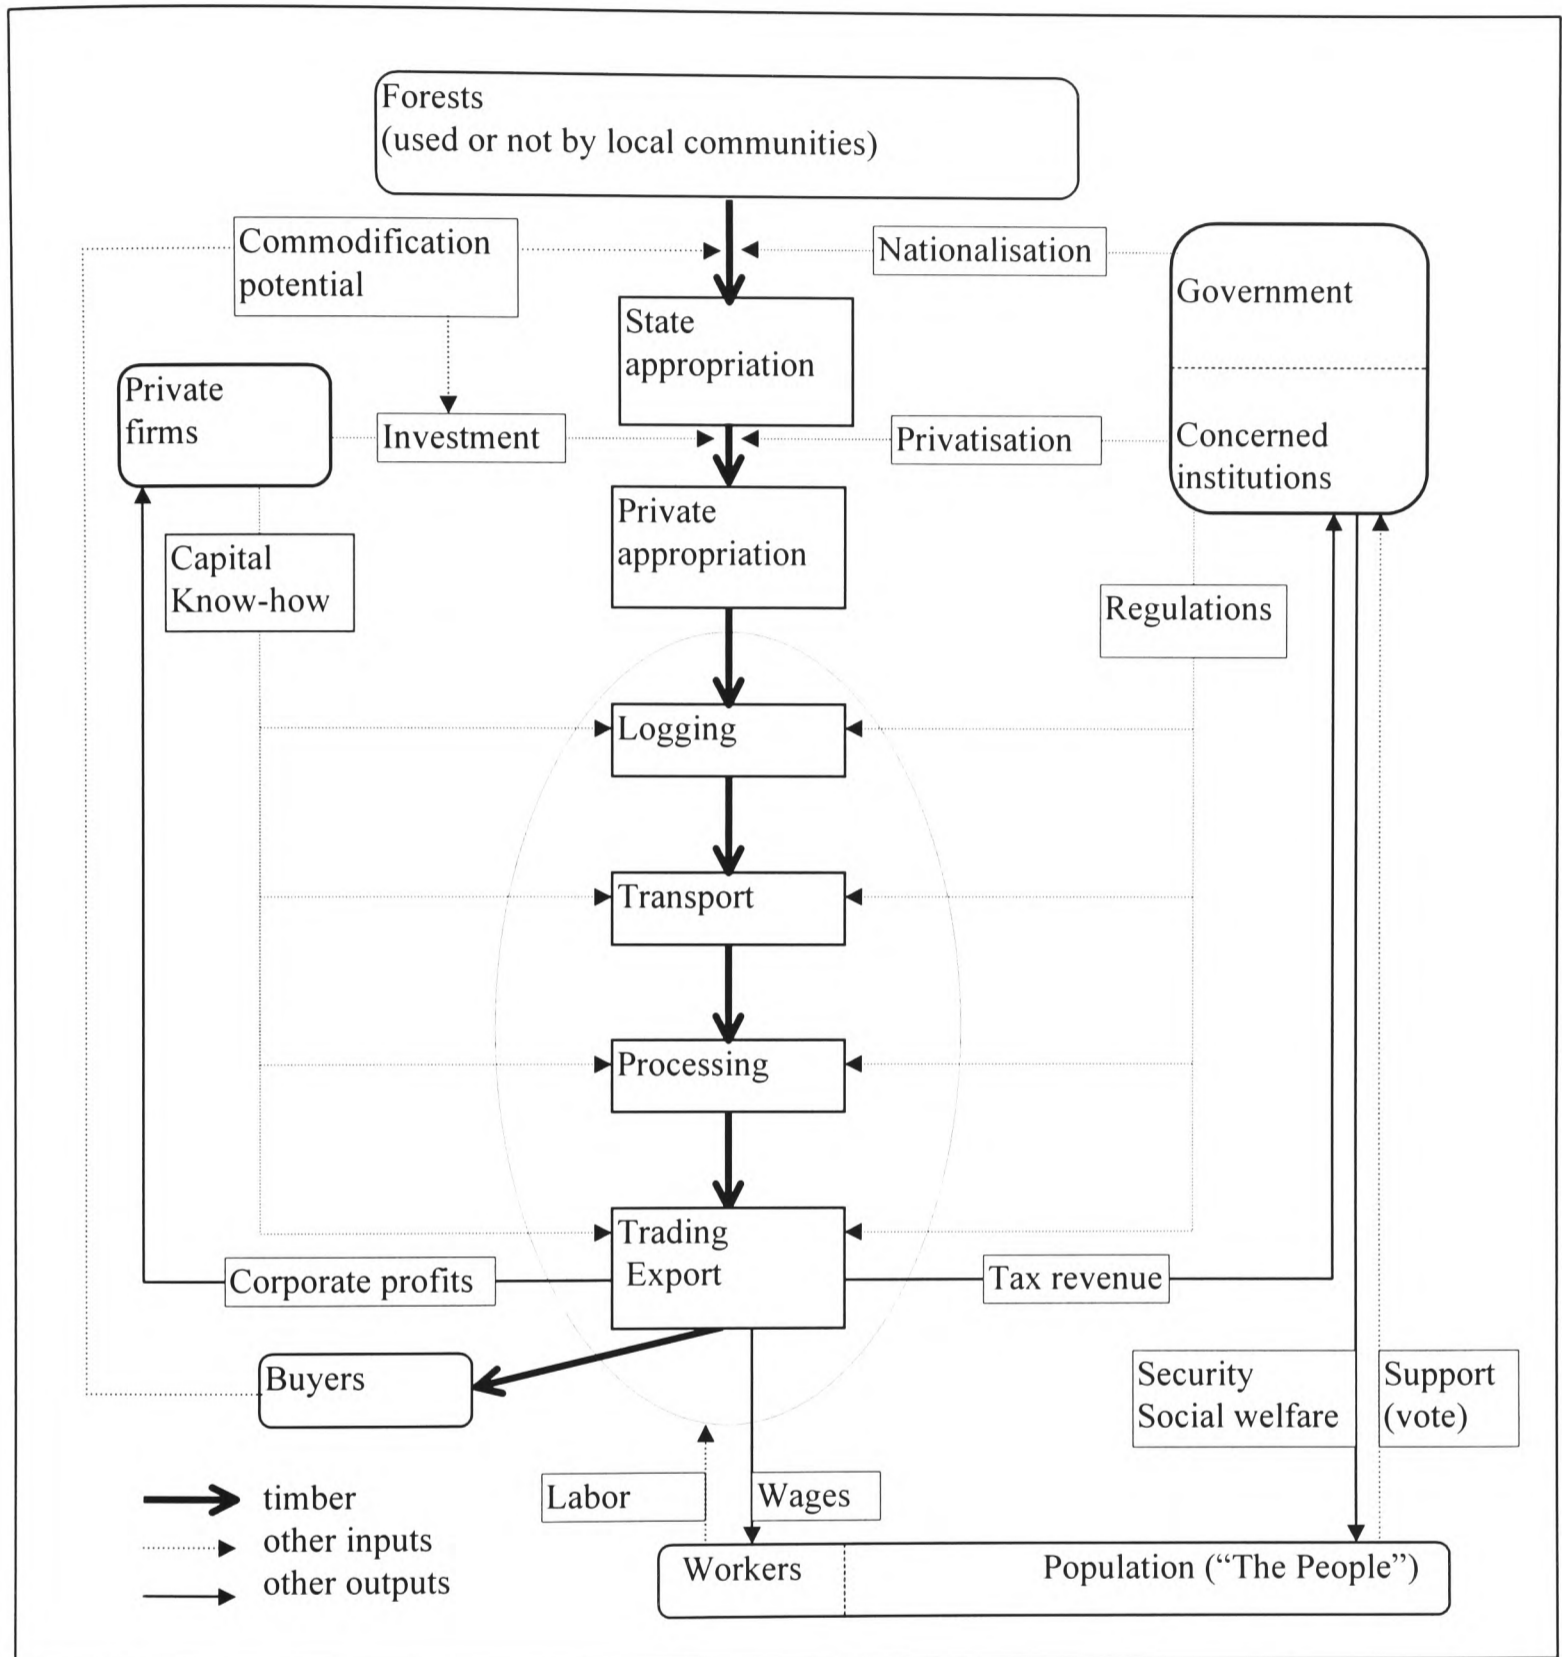 Forests
(used or not by local communities)
Commodification
potential
Nationalisation
Government
State
appropriation
Private
firms
Investment
Privatisation
Concerned
institutions
Private
appropriation
Capital
Know-how
Regulations
Logging
Transport
Processing
Trading
Export
Corporate profits
Tax revenue
Buyers
Security
Social welfare
Support
(vote)
Labor
Wages
timber
other inputs
other outputs
Workers
Population (“The People”)